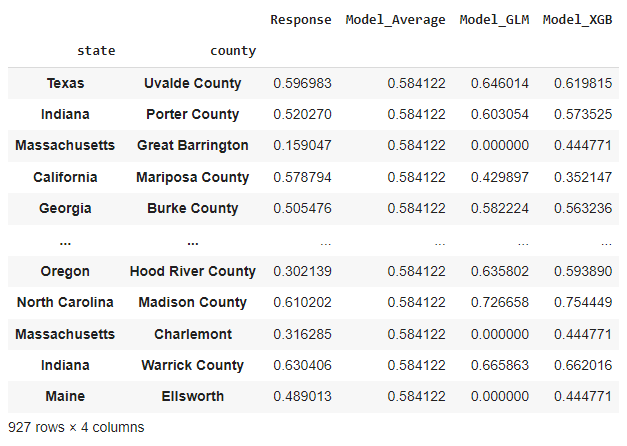 Response Model_Average Model_GLM Model_XGB
state county
Texas Uvalde County 0.596983 0.584122 0.646014 0.619815
Indiana Porter County 0.520270 0.584122 0.603054 0.573525
Massachusetts Great Barrington 0.159047 0.584122 0.000000 0.444771
California Mariposa County 0.578794 0.584122 0.429897 0.352147
Georgia Burke County 0.505476 0.584122 0.582224 0.563236
... ... ... ... ... ...
Oregon Hood River County 0.302139 0.584122 0.635802 0.593890
North Carolina Madison County 0.610202 0.584122 0.726658 0.754449
Massachusetts Charlemont 0.316285 0.584122 0.000000 0.444771
Indiana Warrick County 0.630406 0.584122 0.665863 0.662016
Maine Ellsworth 0.489013 0.584122 0.000000 0.444771
927 rows × 4 columns